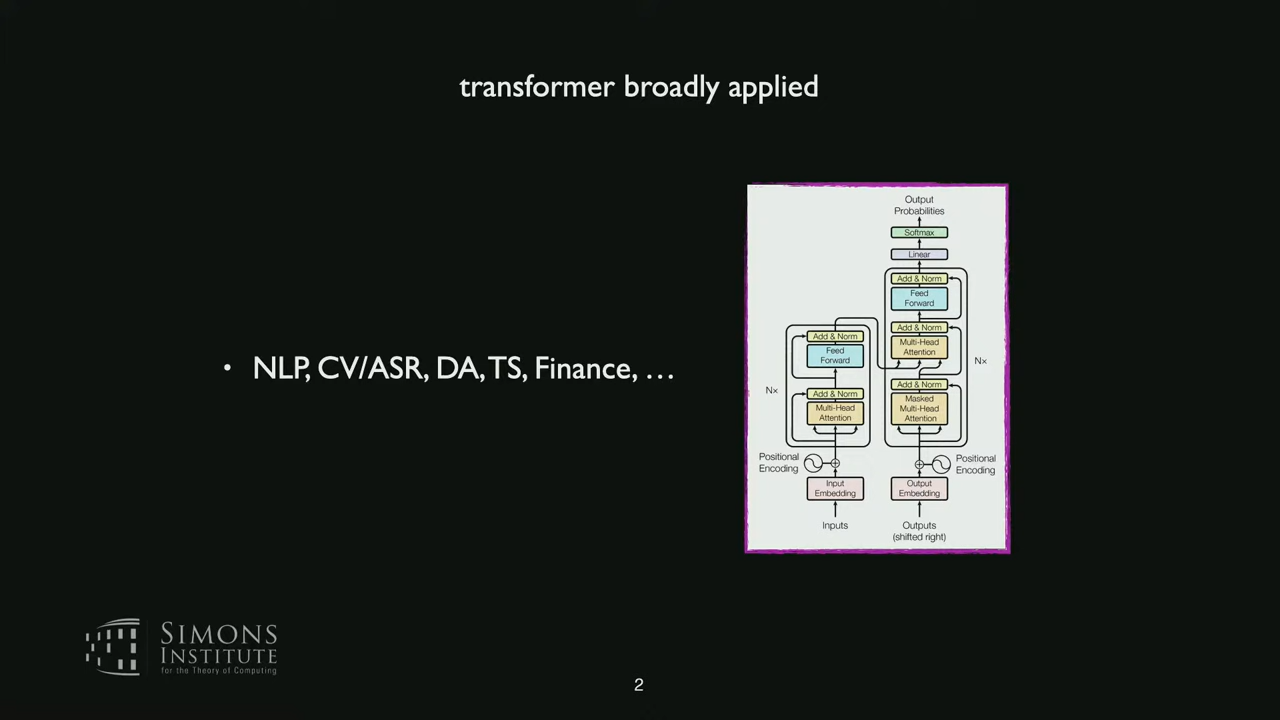 transformer broadly applied
• NLP, CV/ASR, DA, TS, Finance, …
Output
Probabilities
Softmax
Linear
Add & Norm
Feed
Forward
Add & Norm
Multi-Head
Attention
Add & Norm
Masked
Multi-Head
Attention
N×
Add & Norm
Feed
Forward
Add & Norm
Multi-Head
Attention
N×
Positional
Encoding
Positional
Encoding
Input
Embedding
Output
Embedding
Inputs
Outputs
(shifted right)
SIMONS
INSTITUTE
for the Theory of Computing
2